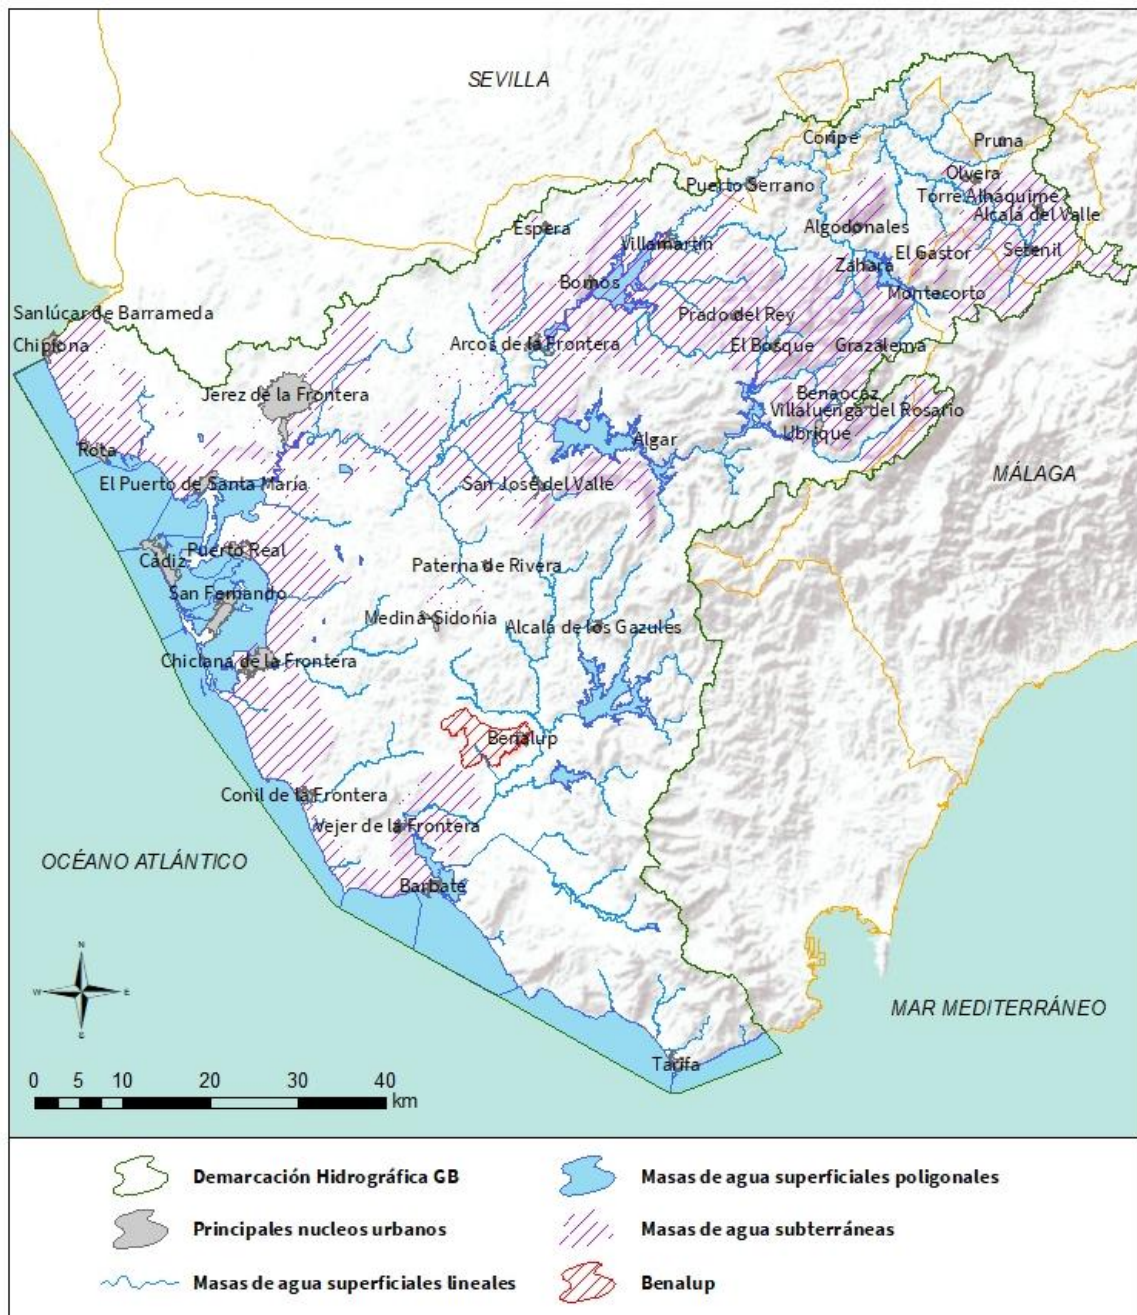 SEVILLA
Coripe
Pruna
Olvera
Puerto Serrano
Torre Alháquime
Alcalá del Valle
Espera
Villamartín
Algodonales
El Gastor
Setenil
Zahara
Bornos
Montecorto
Sanlúcar de Barrameda
Prado del Rey
Chipiona
Arcos de la Frontera
El Bosque
Grazalema
Jerez de la Frontera
Benaocaz
Villaluenga del Rosario
Ubrique
Algar
Rota
MÁLAGA
El Puerto de Santa María
San José del Valle
Puerto Real
Cádiz
Paterna de Rivera
San Fernando
Medina-Sidonia
Alcalá de los Gazules
Chiclana de la Frontera
Benalup
Conil de la Frontera
Vejer de la Frontera
OCÉANO ATLÁNTICO
Barbate
N
W E
S
MAR MEDITERRÁNEO
Tarifa
0 5 10 20 30 40
km
Demarcación Hidrográfica GB
Masas de agua superficiales poligonales
Principales nucleos urbanos
Masas de agua subterráneas
Masas de agua superficiales lineales
Benalup